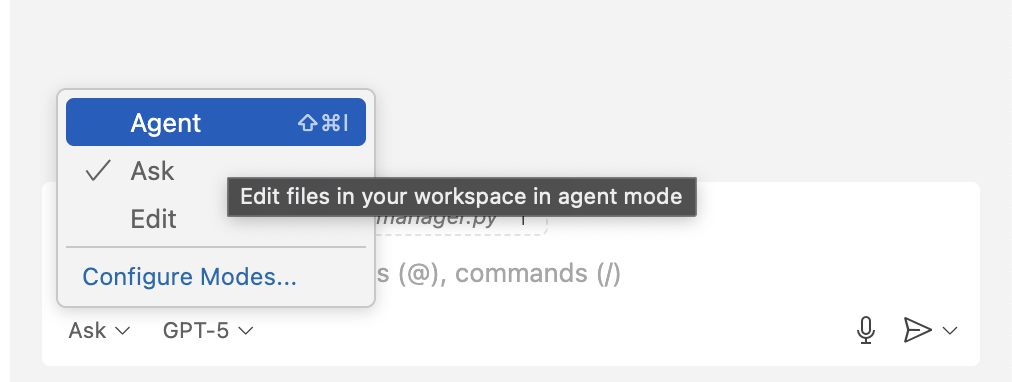 Agent ⇧⌘I
Ask
Edit files in your workspace in agent mode
Edit
manager.py
Configure Modes...
s (@), commands (/)
Ask
GPT-5